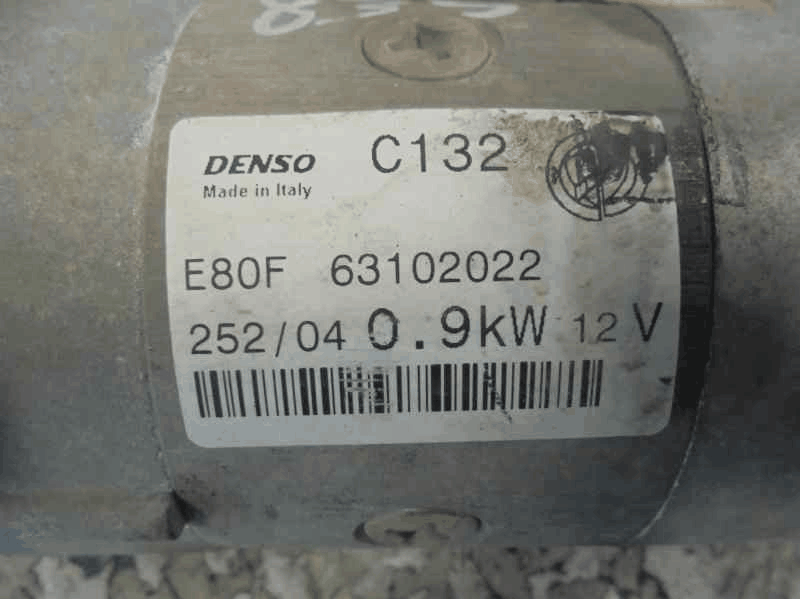 DENSO C132
Made in Italy
E80F 63102022
252/04 0.9kW 12 V